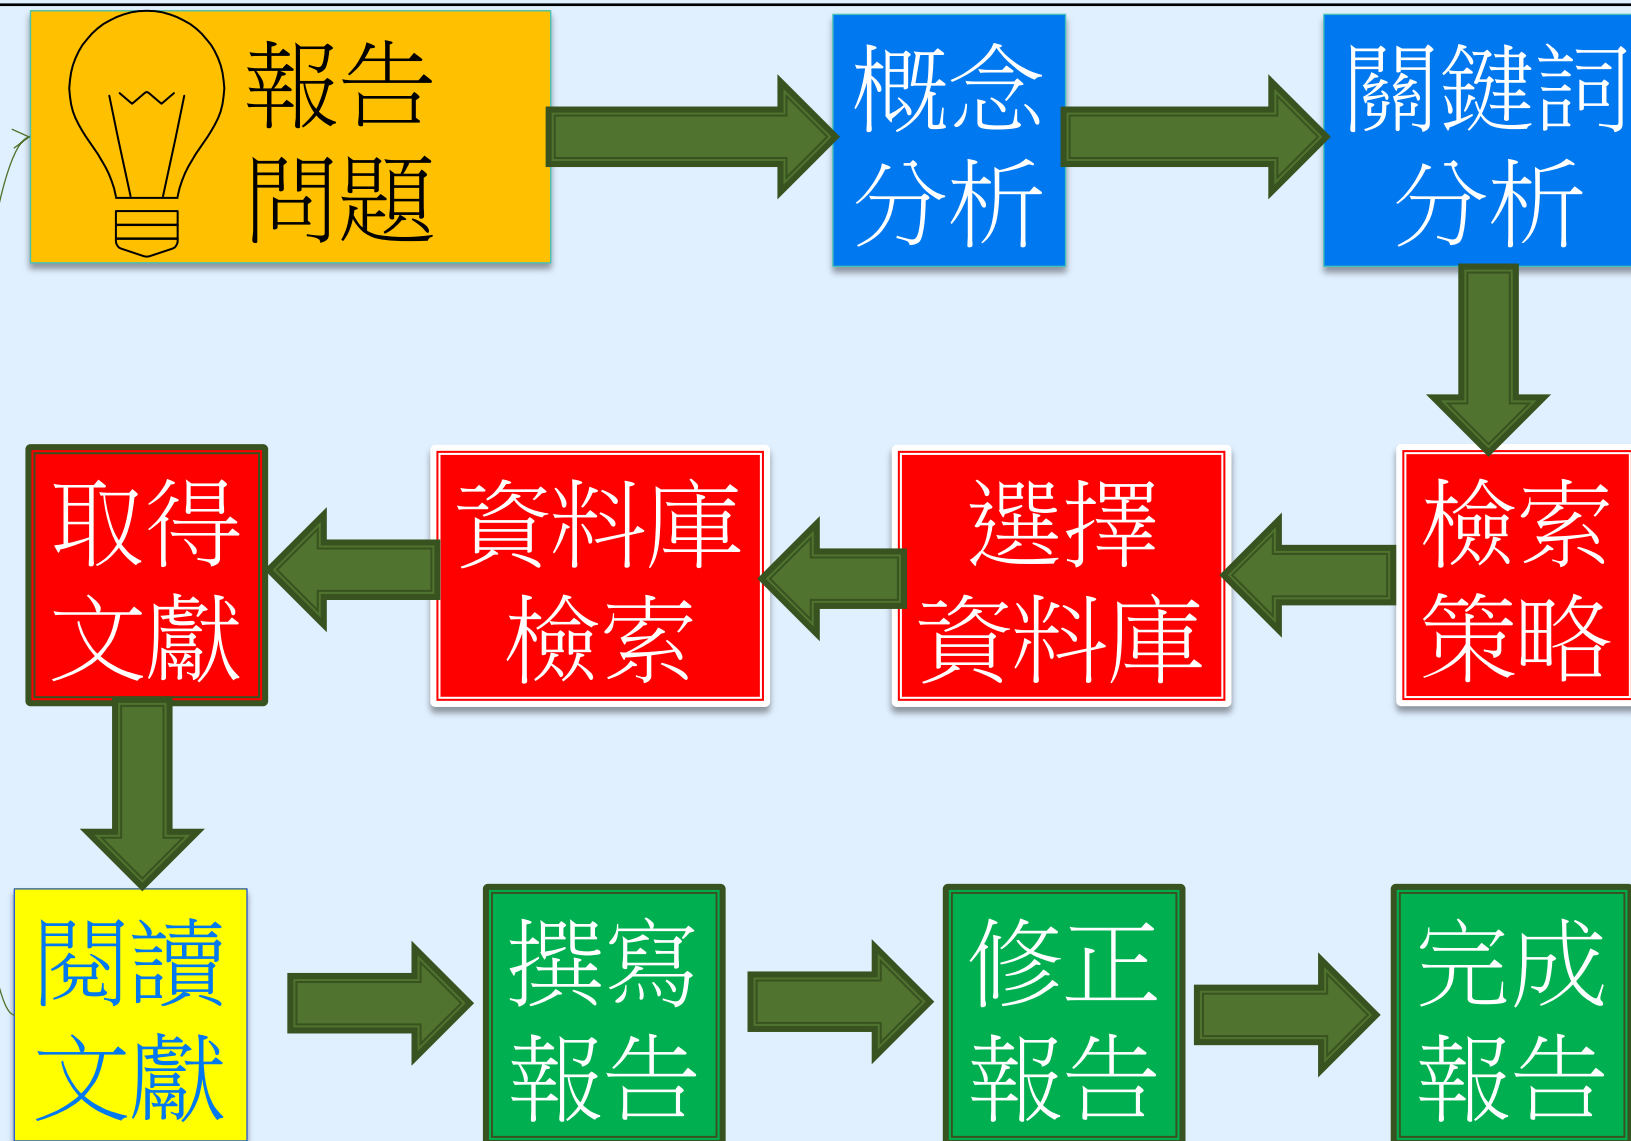 報告
問題
概念
分析
關鍵詞
分析
檢索
策略
選擇
資料庫
資料庫
檢索
取得
文獻
閱讀
文獻
撰寫
報告
修正
報告
完成
報告